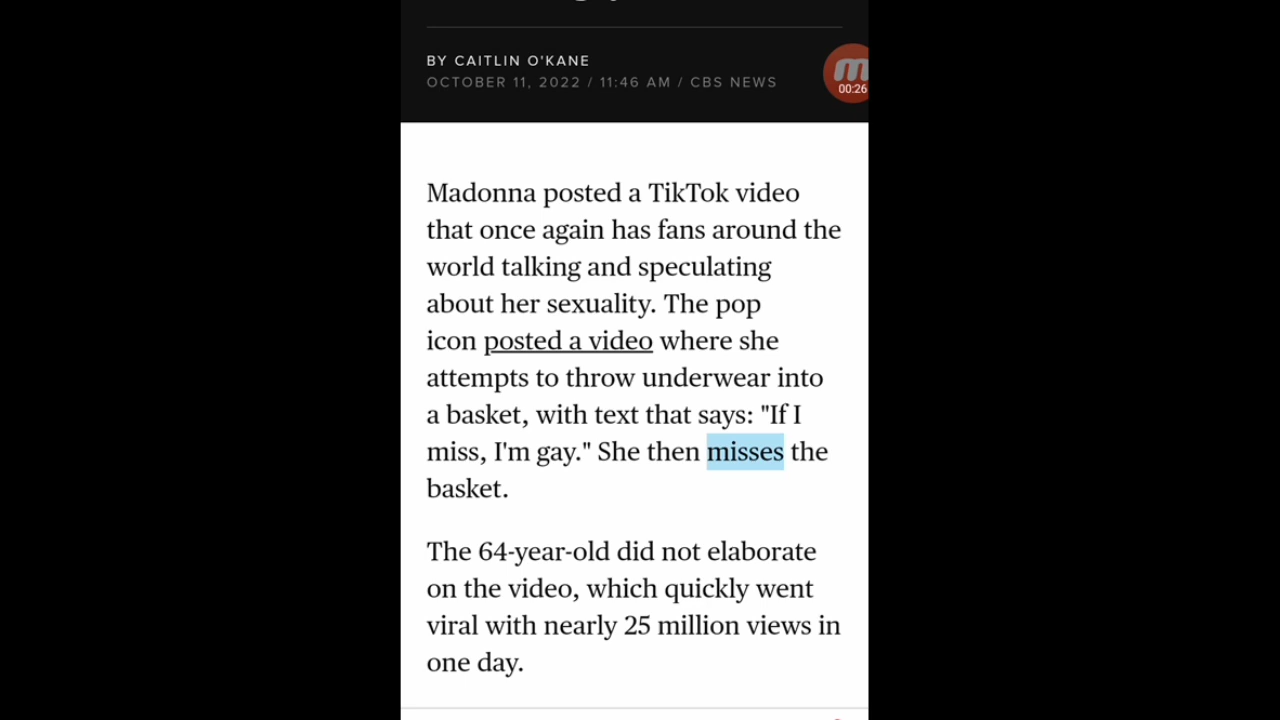 BY CAITLIN O'KANE
OCTOBER 11, 2022 / 11:46 AM / CBS NEWS
m
00:26
Madonna posted a TikTok video
that once again has fans around the
world talking and speculating
about her sexuality. The pop
icon posted a video where she
attempts to throw underwear into
a basket, with text that says: "If I
miss, I'm gay." She then misses the
basket.
The 64-year-old did not elaborate
on the video, which quickly went
viral with nearly 25 million views in
one day.